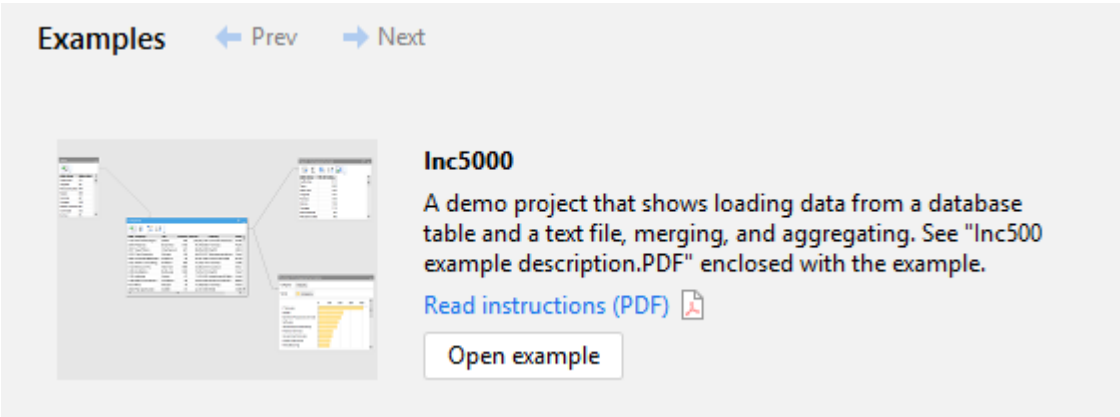 Examples Prev Next
Inc5000
A demo project that shows loading data from a database
table and a text file, merging, and aggregating. See "Inc500
example description.PDF" enclosed with the example.
Read instructions (PDF)
Open example